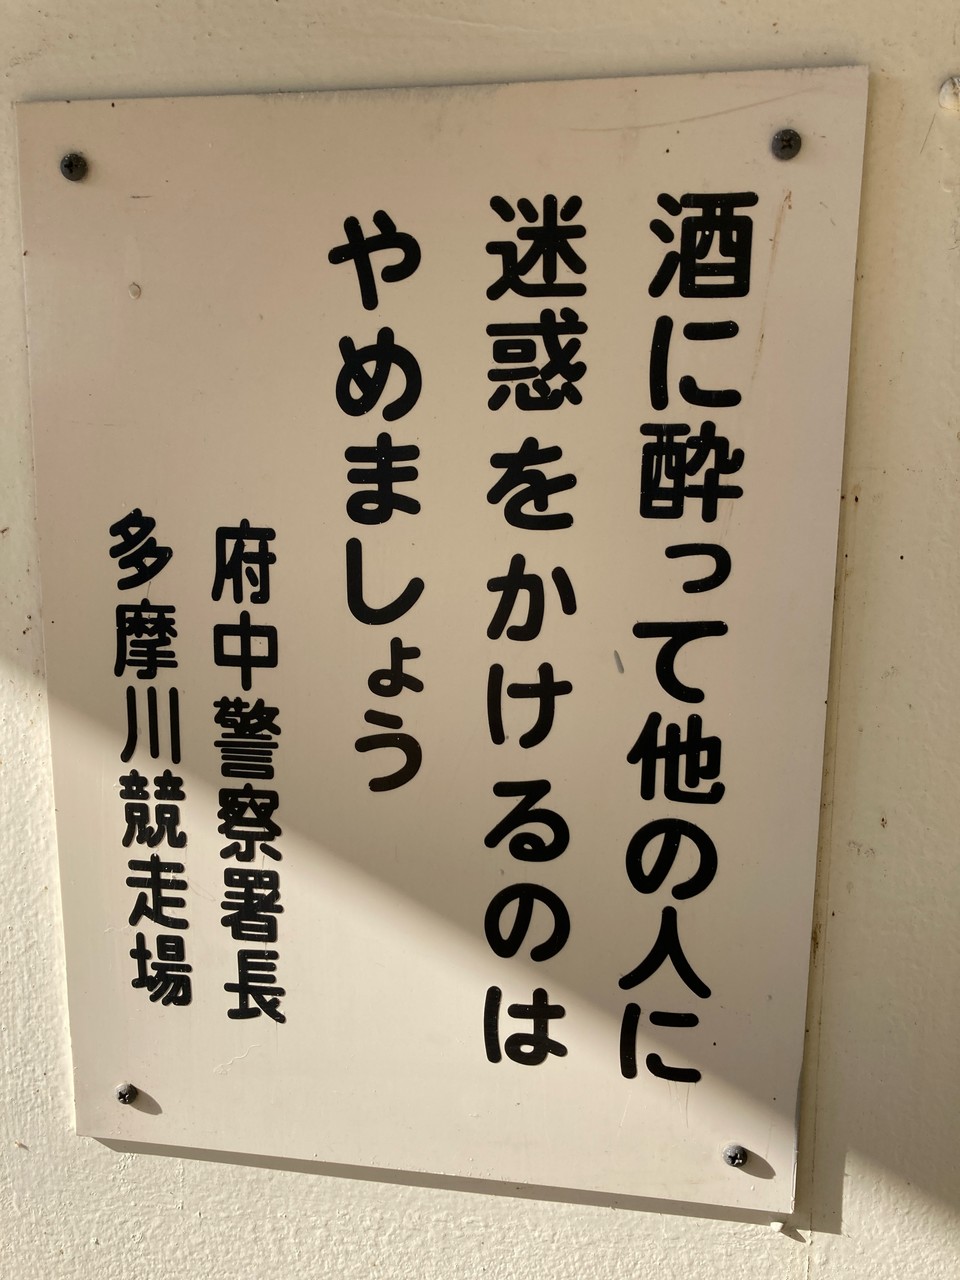 酒に酔って他の人に
迷惑をかけるのは
やめましょう
府中警察署長
多摩川競走場